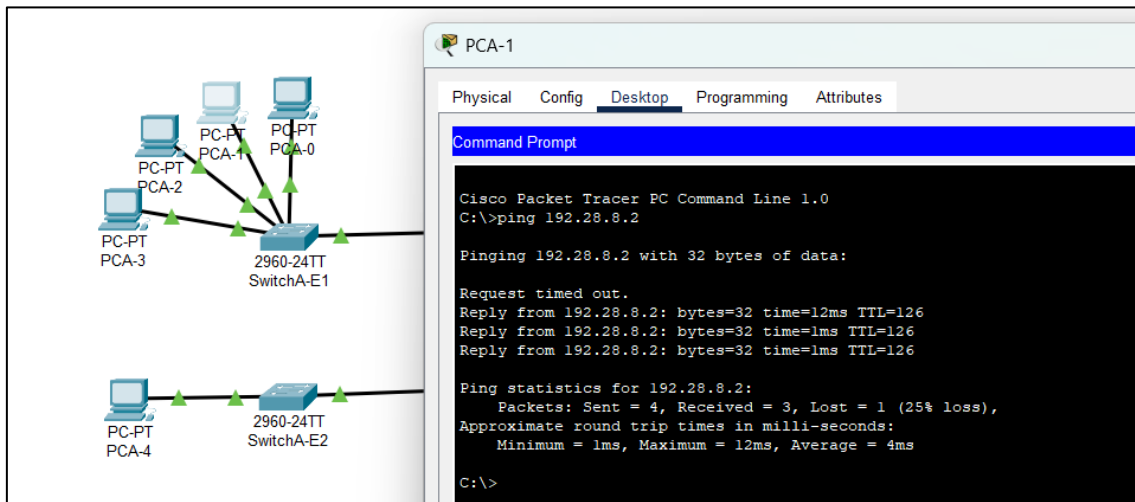 PCA-1
Physical Config Desktop Programming Attributes
Command Prompt
Cisco Packet Tracer PC Command Line 1.0
C:\>ping 192.28.8.2
Pinging 192.28.8.2 with 32 bytes of data:
Request timed out.
Reply from 192.28.8.2: bytes=32 time=12ms TTL=126
Reply from 192.28.8.2: bytes=32 time=1ms TTL=126
Reply from 192.28.8.2: bytes=32 time=1ms TTL=126
Ping statistics for 192.28.8.2:
Packets: Sent = 4, Received = 3, Lost = 1 (25% loss),
Approximate round trip times in milli-seconds:
Minimum = 1ms, Maximum = 12ms, Average = 4ms
C:\>
PC-PT
PCA-0
PC-PT
PCA-1
PC-PT
PCA-2
PC-PT
PCA-3
2960-24TT
SwitchA-E1
PC-PT
PCA-4
2960-24TT
SwitchA-E2